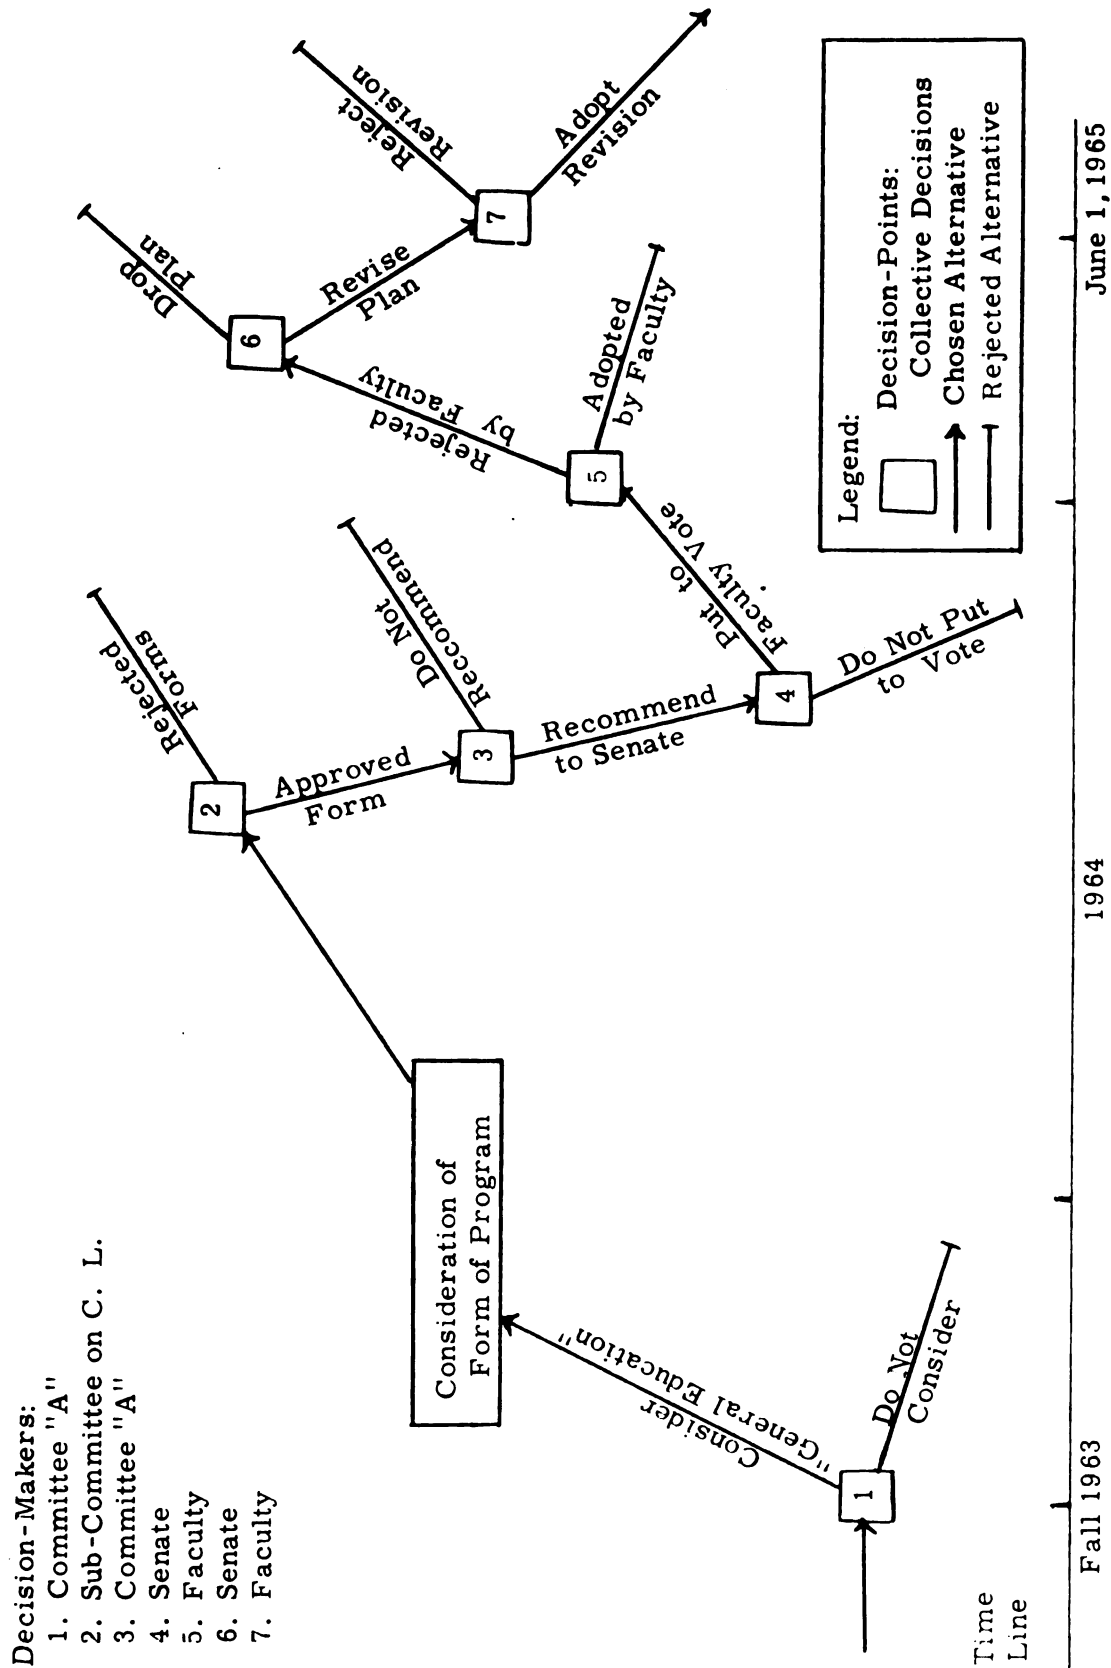 Decision-Makers:
1. Committee "A"
2. Sub-Committee on C. L.
3. Committee "A"
4. Senate
5. Faculty
6. Senate
7. Faculty
1
Consider
"General Education"
Do Not
Consider
Consideration of
Form of Program
2
Rejected
Forms
Approved
Form
3
Do Not
Reccommend
Recommend
to Senate
4
Put to
Faculty Vote
Do Not Put
to Vote
5
Rejected
by Faculty
Adopted
by Faculty
6
Drop
Plan
Revise
Plan
7
Reject
Revision
Adopt
Revision
Legend:
Decision-Points:
Collective Decisions
Chosen Alternative
Rejected Alternative
Time
Line
Fall 1963
1964
June 1, 1965